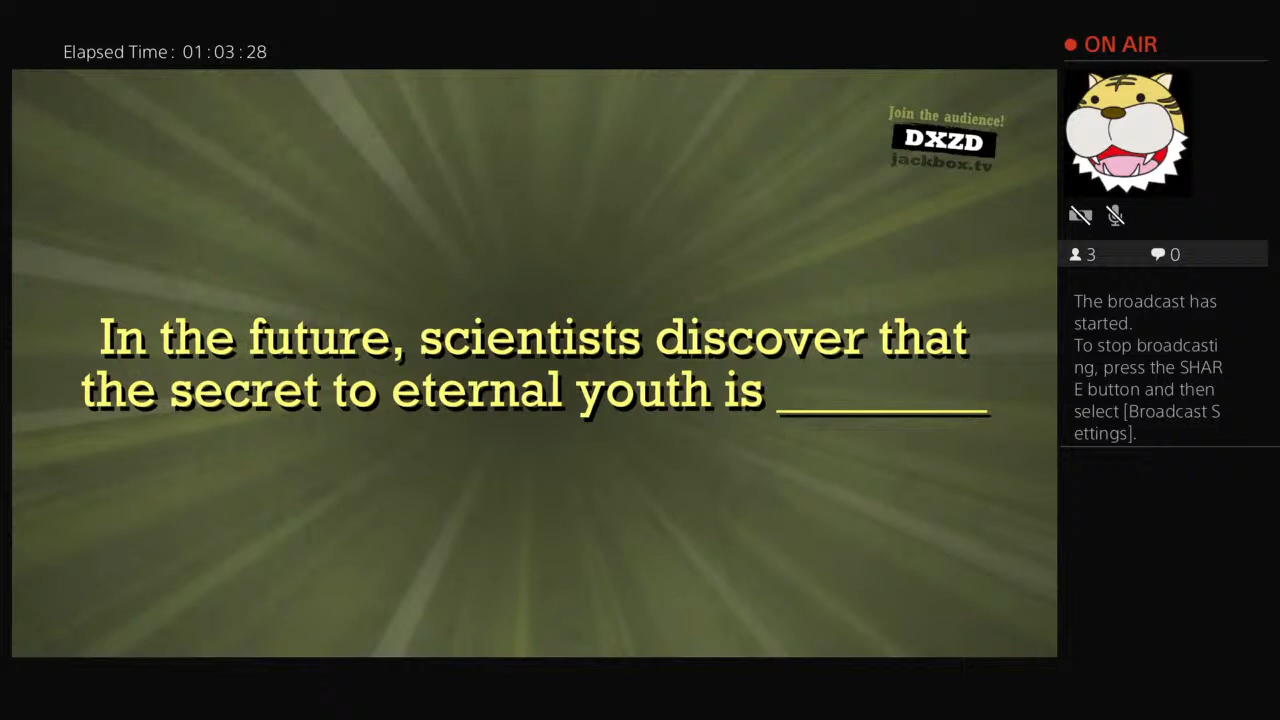 Elapsed Time: 01:03:28
ON AIR
Join the audience!
DXZD
jackbox.tv
In the future, scientists discover that
the secret to eternal youth is ________
3 0
The broadcast has
started.
To stop broadcasti
ng, press the SHAR
E button and then
select [Broadcast S
ettings].